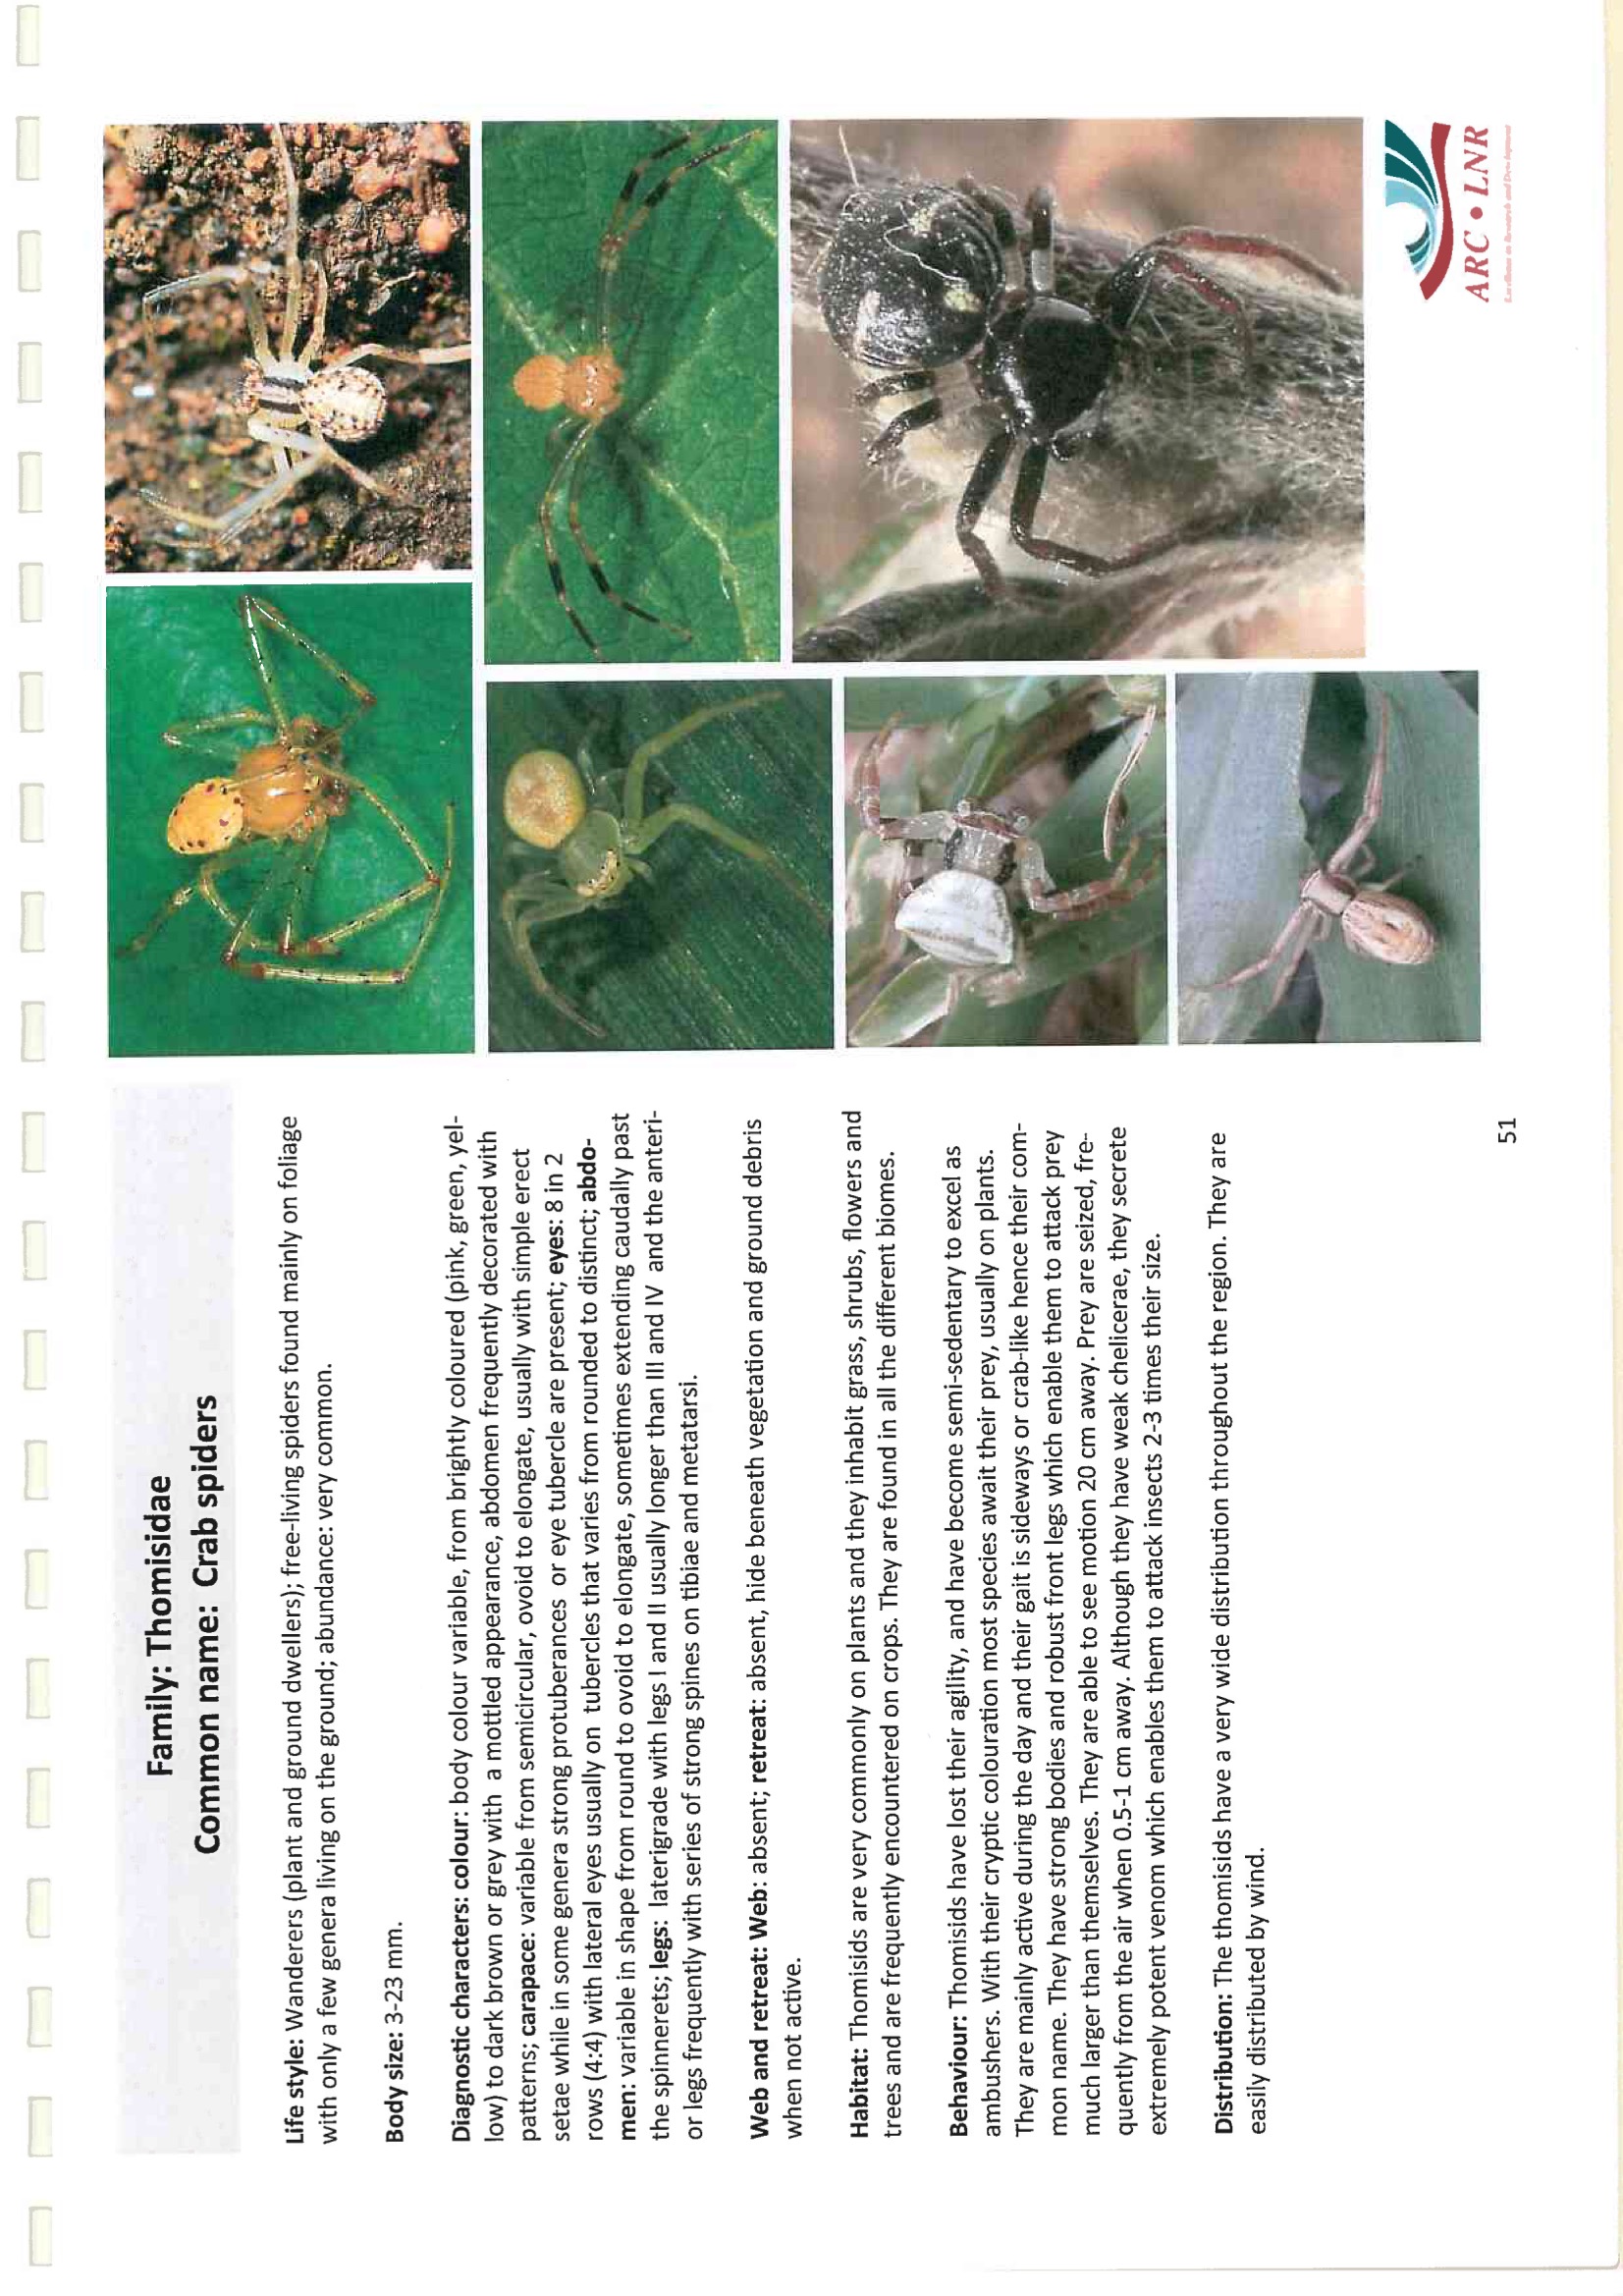 Family: Thomisidae
Common name:  Crab spiders
Life style: Wanderers (plant and ground dwellers); free-living spiders found mainly on foliage
with only a few genera living on the ground; abundance: very common.
Body size: 3-23 mm.
Diagnostic characters: colour: body colour variable, from brightly coloured (pink, green, yel-
low) to dark brown or grey with  a mottled appearance, abdomen frequently decorated with
patterns; carapace: variable from semicircular, ovoid to elongate, usually with simple erect
setae while in some genera strong protuberances  or eye tubercle are present; eyes: 8 in 2
rows (4:4) with lateral eyes usually on  tubercles that varies from rounded to distinct; abdo-
men: variable in shape from round to ovoid to elongate, sometimes extending caudally past
the spinnerets; legs:  laterigrade with legs I and II usually longer than III and IV  and the anteri-
or legs frequently with series of strong spines on tibiae and metatarsi.
Web and retreat: Web: absent; retreat: absent, hide beneath vegetation and ground debris
when not active.
Habitat: Thomisids are very commonly on plants and they inhabit grass, shrubs, flowers and
trees and are frequently encountered on crops. They are found in all the different biomes.
Behaviour: Thomisids have lost their agility, and have become semi-sedentary to excel as
ambushers. With their cryptic colouration most species await their prey, usually on plants.
They are mainly active during the day and their gait is sideways or crab-like hence their com-
mon name. They have strong bodies and robust front legs which enable them to attack prey
much larger than themselves. They are able to see motion 20 cm away. Prey are seized, fre-
quently from the air when 0.5-1 cm away. Although they have weak chelicerae, they secrete
extremely potent venom which enables them to attack insects 2-3 times their size.
Distribution: The thomisids have a very wide distribution throughout the region. They are
easily distributed by wind.
51
ARC • LNR
Excellence in Research and Development